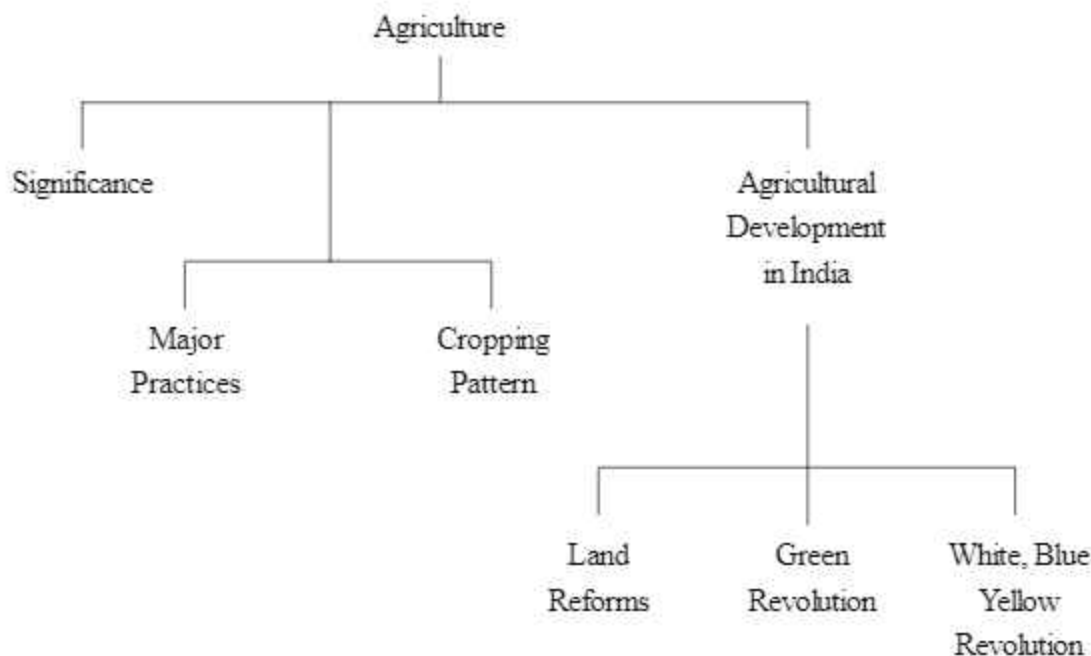 Agriculture
Significance
Agricultural
Development
in India
Major
Practices
Cropping
Pattern
Land
Reforms
Green
Revolution
White, Blue
Yellow
Revolution